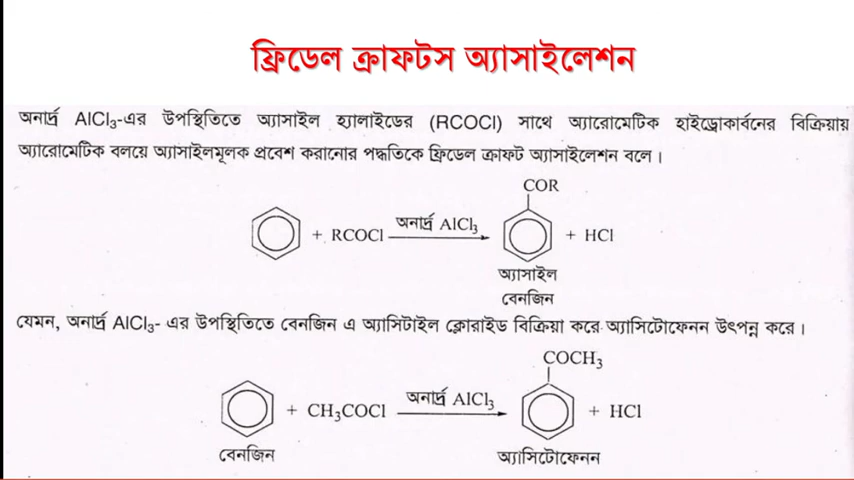 ফ্রিডেল ক্রাফটস অ্যাসাইলেশন
অনার্দ্র AlCl₃-এর উপস্থিতিতে অ্যাসাইল হ্যালাইডের (RCOCl) সাথে অ্যারোমেটিক হাইড্রোকার্বনের বিক্রিয়ায়
অ্যারোমেটিক বলয়ে অ্যাসাইলমূলক প্রবেশ করানোর পদ্ধতিকে ফ্রিডেল ক্রাফট অ্যাসাইলেশন বলে।
COR
+ RCOCl অনার্দ্র AlCl₃ + HCl
অ্যাসাইল
বেনজিন
যেমন, অনার্দ্র AlCl₃- এর উপস্থিতিতে বেনজিন এ অ্যাসিটাইল ক্লোরাইড বিক্রিয়া করে অ্যাসিটোফেনন উৎপন্ন করে।
COCH₃
+ CH₃COCl অনার্দ্র AlCl₃ + HCl
বেনজিন অ্যাসিটোফেনন